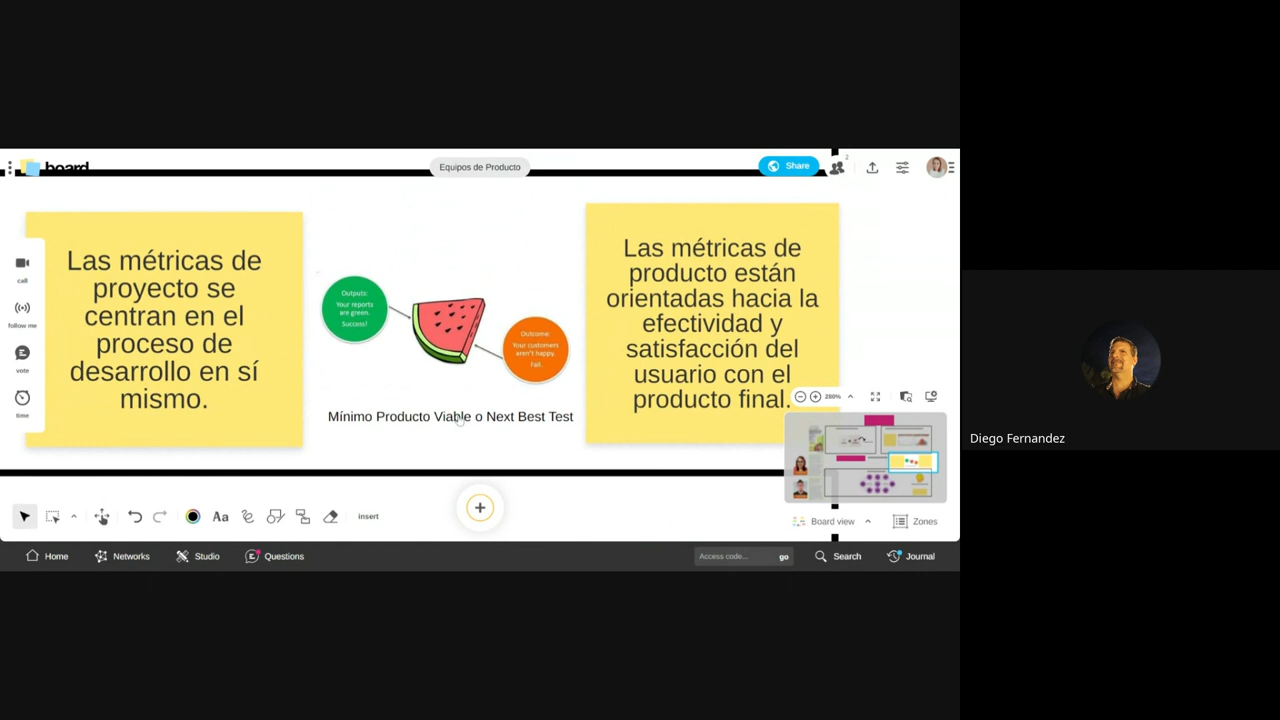 board
Equipos de Producto
Share
2
Las métricas de
proyecto se
centran en el
proceso de
desarrollo en sí
mismo.
Outputs:
Your reports
are green.
Success!
Outcome:
Your customers
aren't happy.
Fail.
Mínimo Producto Viable o Next Best Test
Las métricas de
producto están
orientadas hacia la
efectividad y
satisfacción del
usuario con el
producto final.
call
follow me
vote
time
280%
Aa
insert
Board view
Zones
Home
Networks
Studio
Questions
Access code...
go
Search
Journal
Diego Fernandez